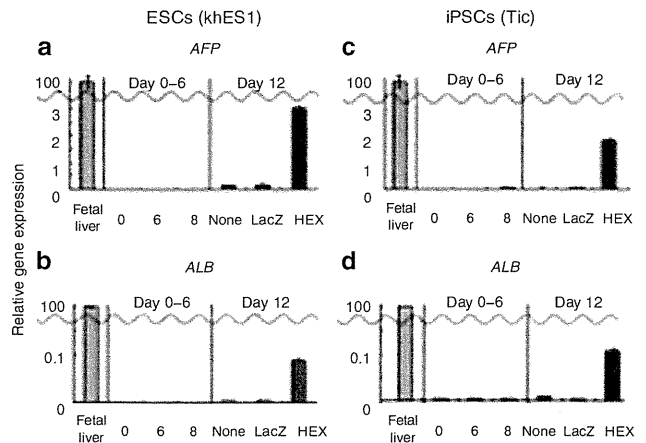 ESCs (khES1)
iPSCs (Tic)
a
AFP
100
Day 0–6
Day 12
3
2
1
0
Fetal liver
0 6 8 None LacZ HEX
c
AFP
100
Day 0–6
Day 12
3
2
1
0
Fetal liver
0 6 8 None LacZ HEX
Relative gene expression
b
ALB
100
Day 0–6
Day 12
0.1
0
Fetal liver
0 6 8 None LacZ HEX
d
ALB
100
Day 0–6
Day 12
0.1
0
Fetal liver
0 6 8 None LacZ HEX